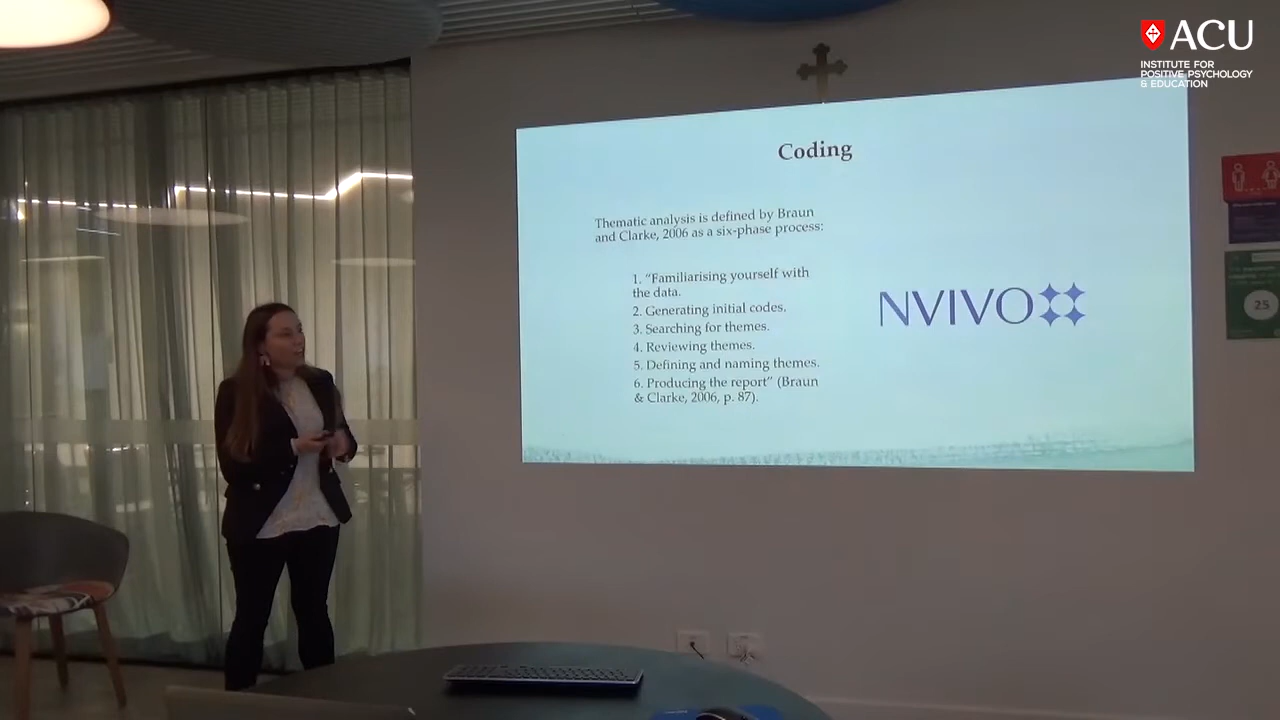 ACU
INSTITUTE FOR
POSITIVE PSYCHOLOGY
& EDUCATION
Coding
Thematic analysis is defined by Braun
and Clarke, 2006 as a six-phase process:
1. “Familiarising yourself with
the data.
2. Generating initial codes.
3. Searching for themes.
4. Reviewing themes.
5. Defining and naming themes.
6. Producing the report” (Braun
& Clarke, 2006, p. 87).
NVIVO
25